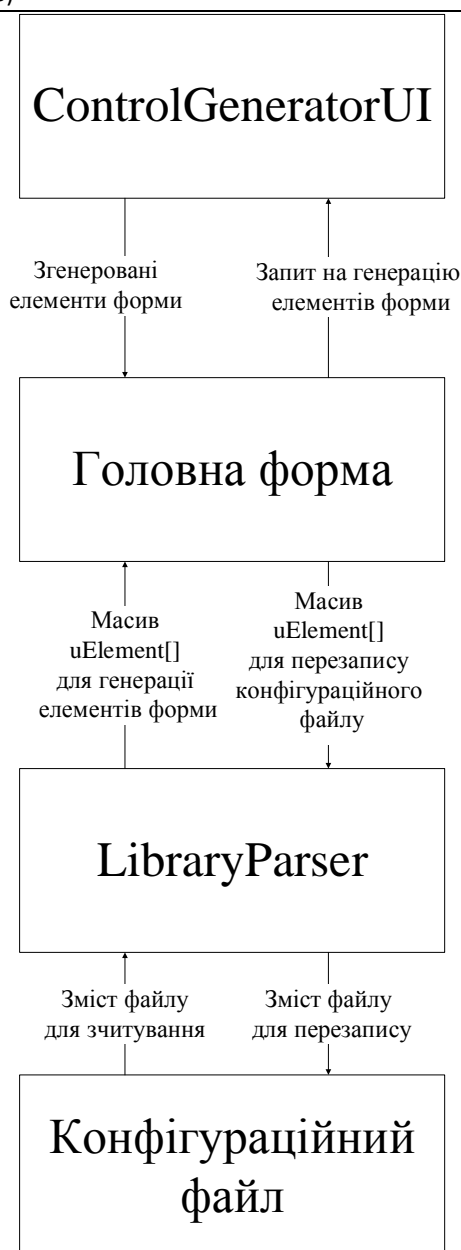 ControlGeneratorUI
Згенеровані
елементи форми
Запит на генерацію
елементів форми
Головна форма
Масив
uElement[]
для генерації
елементів форми
Масив
uElement[]
для перезапису
конфігураційного
файлу
LibraryParser
Зміст файлу
для зчитування
Зміст файлу
для перезапису
Конфігураційний
файл